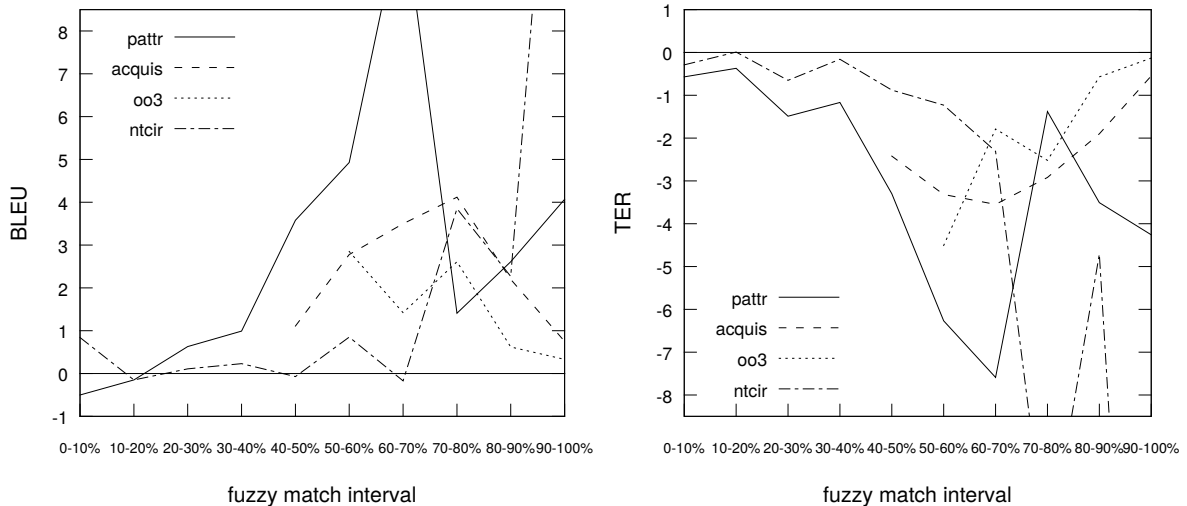 8
7
6
5
4
3
2
1
0
-1
BLEU
pattr
acquis
oo3
ntcir
0-10% 10-20% 20-30% 30-40% 40-50% 50-60% 60-70% 70-80% 80-90% 90-100%
fuzzy match interval
1
0
-1
-2
-3
-4
-5
-6
-7
-8
TER
pattr
acquis
oo3
ntcir
0-10% 10-20% 20-30% 30-40% 40-50% 50-60% 60-70% 70-80% 80-90% 90-100%
fuzzy match interval